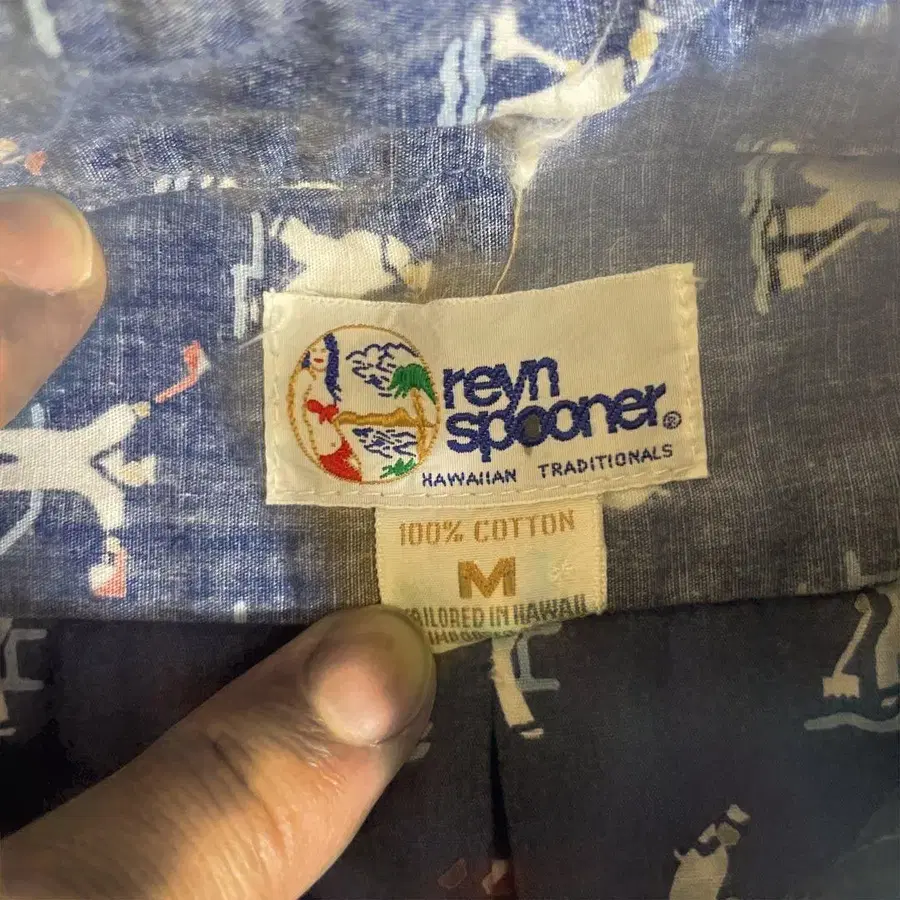 reyn
spooner®
HAWAIIAN TRADITIONALS
100% COTTON
M
TAILORED IN HAWAII